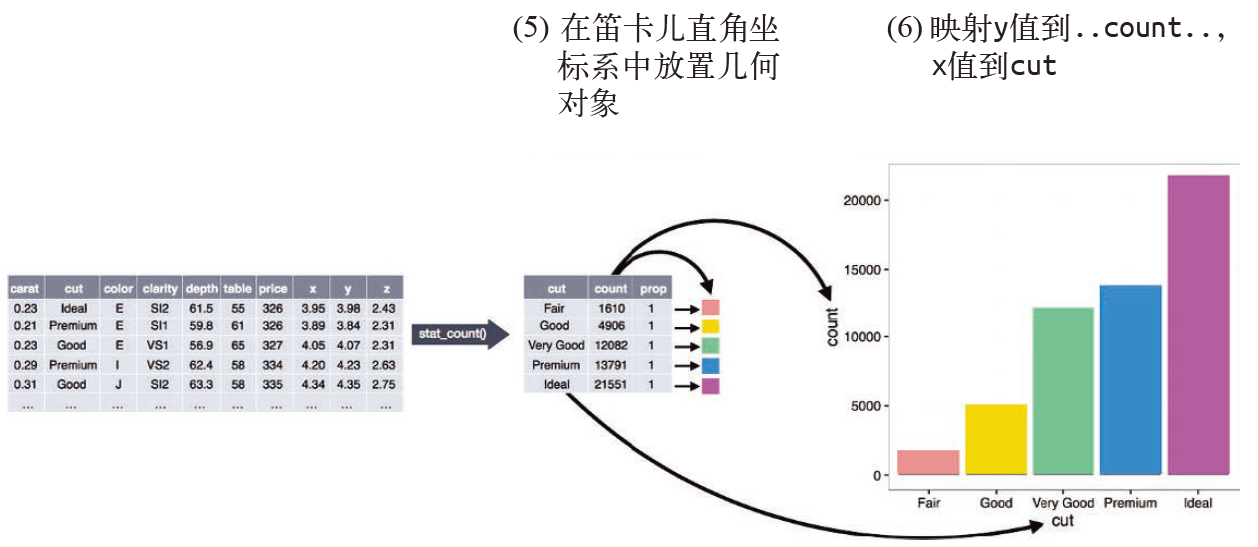 (5) 在笛卡儿直角坐
标系中放置几何
对象
(6) 映射y值到..count..,
x值到cut
carat cut color clarity depth table price x y z
0.23 Ideal E SI2 61.5 55 326 3.95 3.98 2.43
0.21 Premium E SI1 59.8 61 326 3.89 3.84 2.31
0.23 Good E VS1 56.9 65 327 4.05 4.07 2.31
0.29 Premium I VS2 62.4 58 334 4.20 4.23 2.63
0.31 Good J SI2 63.3 58 335 4.34 4.35 2.75
... ... ... ... ... ... ... ... ... ...
stat_count()
cut count prop
Fair 1610 1
Good 4906 1
Very Good 12082 1
Premium 13791 1
Ideal 21551 1
count
20000
15000
10000
5000
0
Fair Good Very Good Premium Ideal
cut